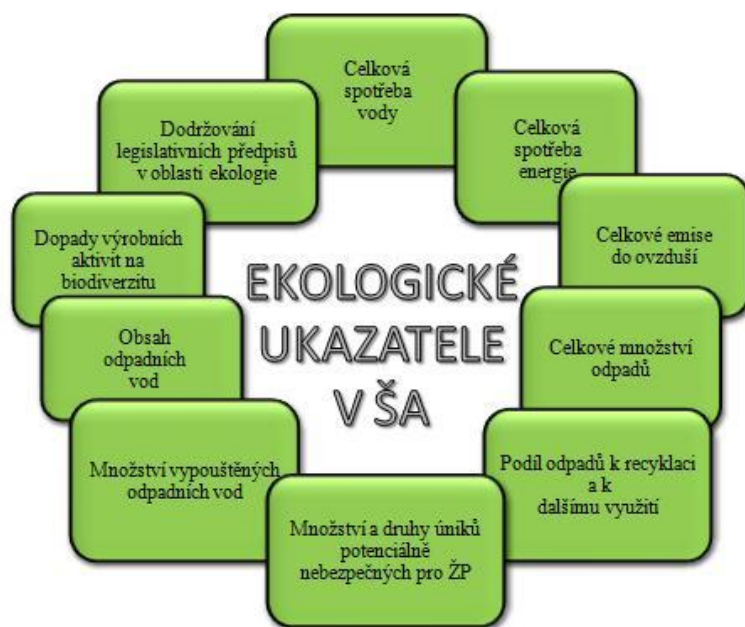 Celková
spotřeba
vody
Celková
spotřeba
energie
Celkové emise
do ovzduší
Celkové množství
odpadů
Podíl odpadů k recyklaci
a k
dalšímu využití
Množství a druhy úniků
potenciálně
nebezpečných pro ŽP
Množství vypouštěných
odpadních vod
Obsah
odpadních
vod
Dopady výrobních
aktivit na
biodiverzitu
Dodržování
legislativních předpisů
v oblasti ekologie
EKOLOGICKÉ
UKAZATELE
V ŠA